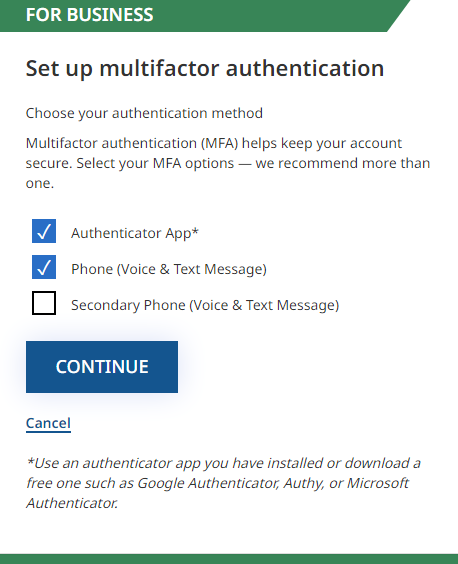 FOR BUSINESS
Set up multifactor authentication
Choose your authentication method
Multifactor authentication (MFA) helps keep your account
secure. Select your MFA options — we recommend more than
one.
Authenticator App*
Phone (Voice & Text Message)
Secondary Phone (Voice & Text Message)
CONTINUE
Cancel
*Use an authenticator app you have installed or download a
free one such as Google Authenticator, Authy, or Microsoft
Authenticator.